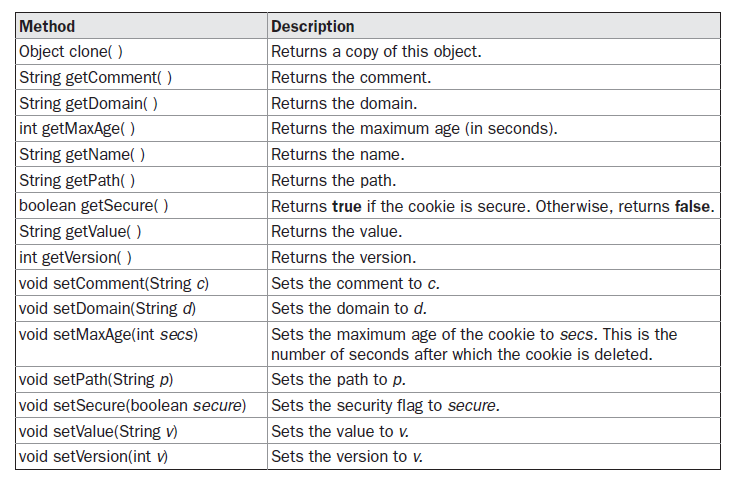 Method Description
Object clone( ) Returns a copy of this object.
String getComment( ) Returns the comment.
String getDomain( ) Returns the domain.
int getMaxAge( ) Returns the maximum age (in seconds).
String getName( ) Returns the name.
String getPath( ) Returns the path.
boolean getSecure( ) Returns true if the cookie is secure. Otherwise, returns false.
String getValue( ) Returns the value.
int getVersion( ) Returns the version.
void setComment(String c) Sets the comment to c.
void setDomain(String d) Sets the domain to d.
void setMaxAge(int secs) Sets the maximum age of the cookie to secs. This is the
number of seconds after which the cookie is deleted.
void setPath(String p) Sets the path to p.
void setSecure(boolean secure) Sets the security flag to secure.
void setValue(String v) Sets the value to v.
void setVersion(int v) Sets the version to v.